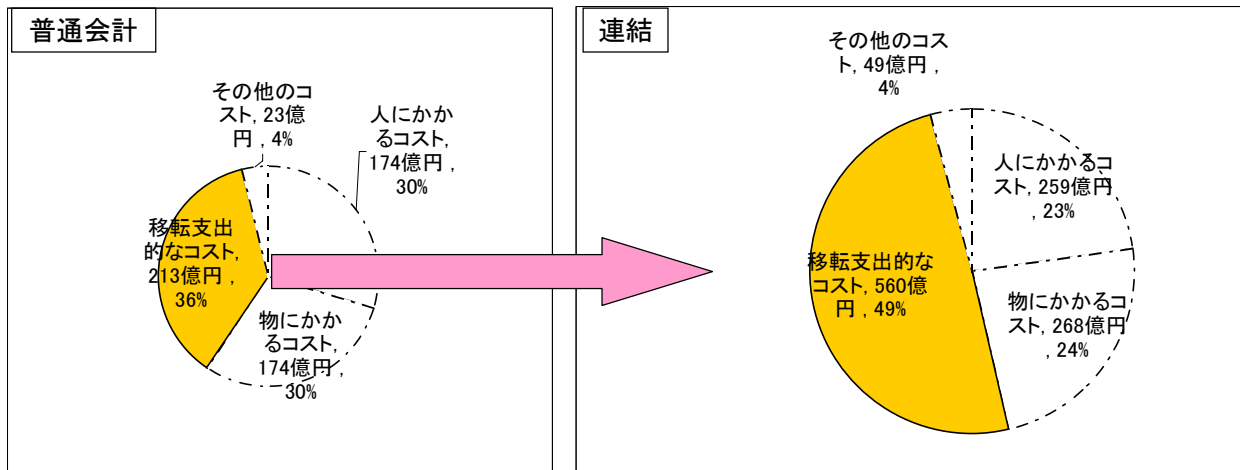 普通会計
その他のコ
スト, 23億
円 , 4%
人にかか
るコスト,
174億円 ,
30%
移転支出
的なコスト,
213億円 ,
36%
物にかか
るコスト,
174億円 ,
30%
連結
その他のコス
ト, 49億円 ,
4%
人にかかるコ
スト, 259億円
, 23%
移転支出的な
コスト, 560億
円 , 49%
物にかかるコ
スト, 268億円
, 24%